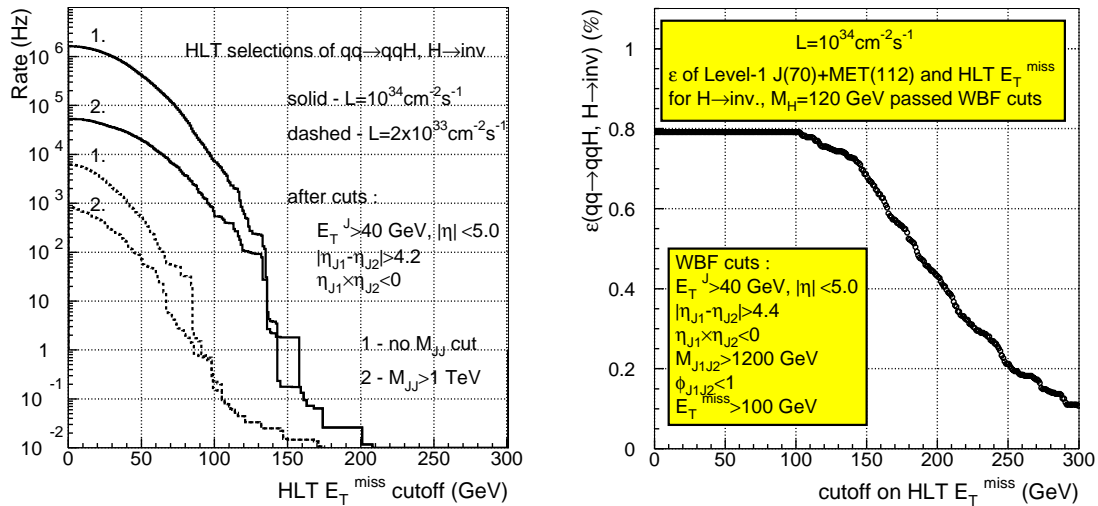 Rate (Hz)
10 6
10 5
10 4
10 3
10 2
10
1
10 -1
10 -2
1.
2.
1.
2.
HLT selections of qq→qqH, H→inv
solid - L=10^34cm^-2s^-1
dashed - L=2x10^33cm^-2s^-1
after cuts :
E_T^J>40 GeV, |η|<5.0
|η_J1-η_J2|>4.2
η_J1×η_J2<0
1 - no M_JJ cut
2 - M_JJ>1 TeV
0 50 100 150 200 250 300
HLT E_T^miss cutoff (GeV)
ε(qq→qqH, H→inv) (%)
1
0.8
0.6
0.4
0.2
0
L=10^34cm^-2s^-1
ε of Level-1 J(70)+MET(112) and HLT E_T^miss
for H→inv., M_H=120 GeV passed WBF cuts
WBF cuts :
E_T^J>40 GeV, |η|<5.0
|η_J1-η_J2|>4.4
η_J1×η_J2<0
M_J1J2>1200 GeV
ϕ_J1J2<1
E_T^miss>100 GeV
0 50 100 150 200 250 300
cutoff on HLT E_T^miss (GeV)